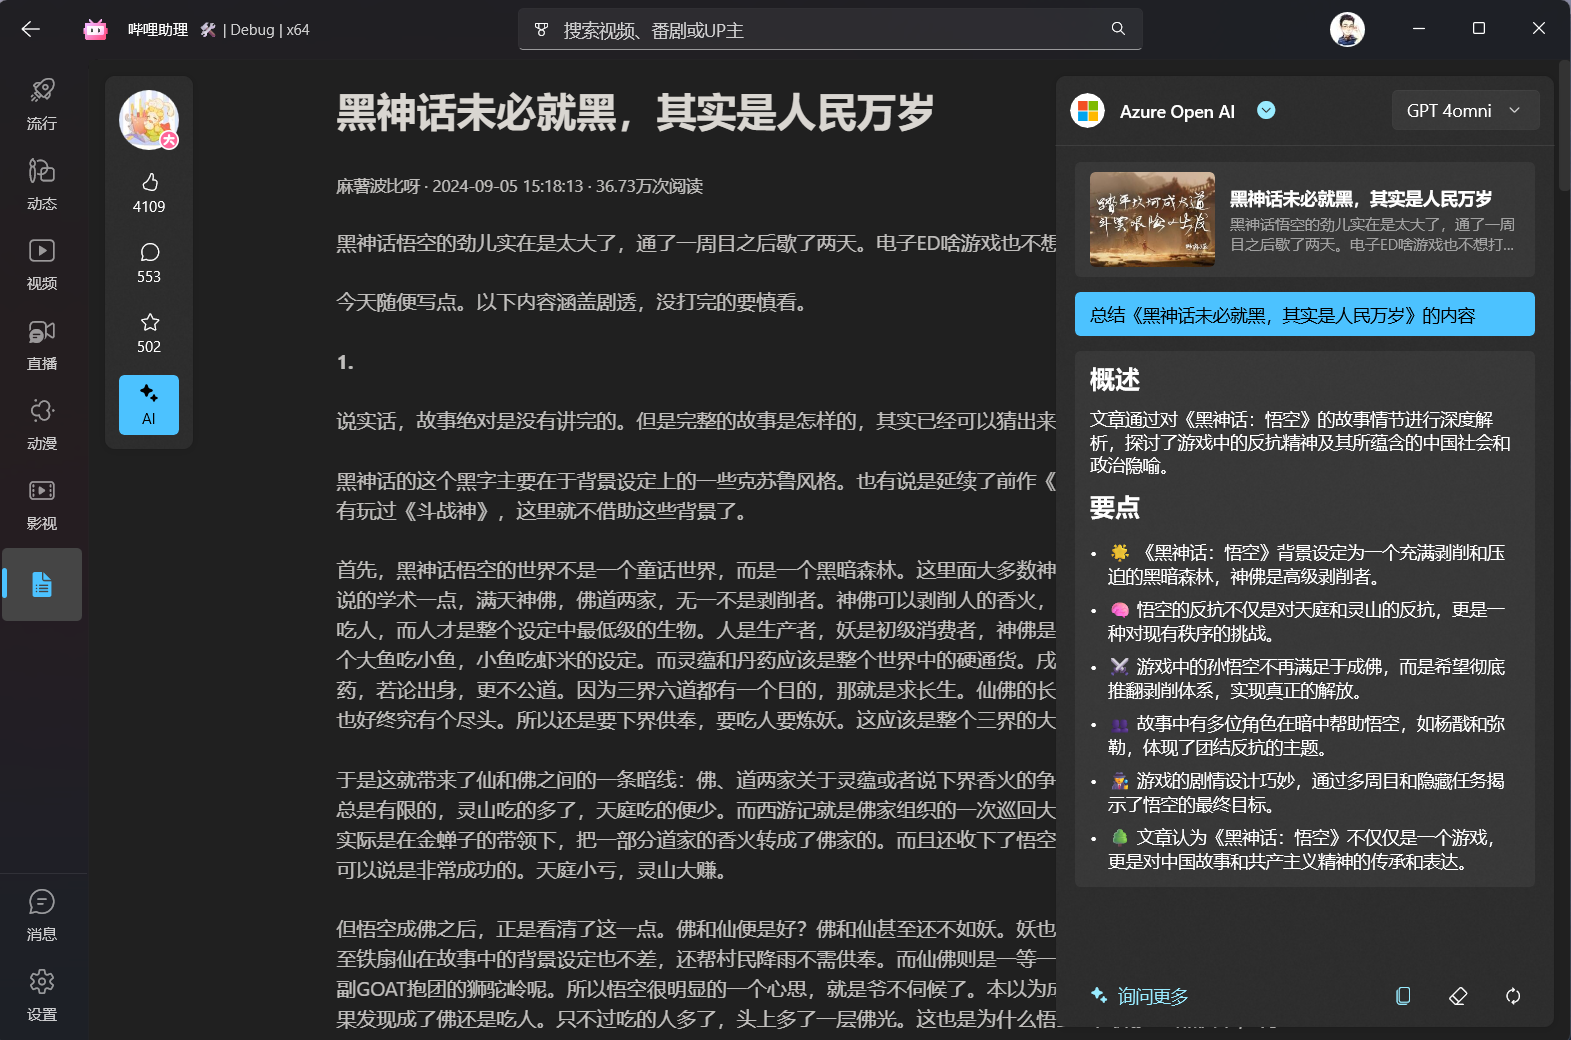 哔哩助理 🛠 | Debug | x64
搜索视频、番剧或UP主
流行
动态
视频
直播
动漫
影视
消息
设置
大
4109
553
502
AI
黑神话未必就黑，其实是人民万岁
麻薯波比呀 · 2024-09-05 15:18:13 · 36.73万次阅读
黑神话悟空的劲儿实在是太大了，通了一周目之后歇了两天。电子ED啥游戏也不想
今天随便写点。以下内容涵盖剧透，没打完的要慎看。
1.
说实话，故事绝对是没有讲完的。但是完整的故事是怎样的，其实已经可以猜出来
黑神话的这个黑字主要在于背景设定上的一些克苏鲁风格。也有说是延续了前作《
有玩过《斗战神》，这里就不借助这些背景了。
首先，黑神话悟空的世界不是一个童话世界，而是一个黑暗森林。这里面大多数神
说的学术一点，满天神佛，佛道两家，无一不是剥削者。神佛可以剥削人的香火，
吃人，而人才是整个设定中最低级的生物。人是生产者，妖是初级消费者，神佛是
个大鱼吃小鱼，小鱼吃虾米的设定。而灵蕴和丹药应该是整个世界中的硬通货。戌
药，若论出身，更不公道。因为三界六道都有一个目的，那就是求长生。仙佛的长
也好终究有个尽头。所以还是要下界供奉，要吃人要炼妖。这应该是整个三界的大
于是这就带来了仙和佛之间的一条暗线：佛、道两家关于灵蕴或者说下界香火的争
总是有限的，灵山吃的多了，天庭吃的便少。而西游记就是佛家组织的一次巡回大
实际是在金蝉子的带领下，把一部分道家的香火转成了佛家的。而且还收下了悟空
可以说是非常成功的。天庭小亏，灵山大赚。
但悟空成佛之后，正是看清了这一点。佛和仙便是好？佛和仙甚至还不如妖。妖也
至铁扇仙在故事中的背景设定也不差，还帮村民降雨不需供奉。而仙佛则是一等一
副GOAT抱团的狮驼岭呢。所以悟空很明显的一个心思，就是爷不伺候了。本以为
果发现成了佛还是吃人。只不过吃的人多了，头上多了一层佛光。这也是为什么悟
Azure Open AI
GPT 4omni
踏平坎坷成大道
斗罢艰险又出发
黑神话未必就黑，其实是人民万岁
黑神话悟空的劲儿实在是太大了，通了一周
目之后歇了两天。电子ED啥游戏也不想打...
总结《黑神话未必就黑，其实是人民万岁》的内容
概述
文章通过对《黑神话：悟空》的故事情节进行深度解
析，探讨了游戏中的反抗精神及其所蕴含的中国社会和
政治隐喻。
要点
• 🌟 《黑神话：悟空》背景设定为一个充满剥削和压
迫的黑暗森林，神佛是高级剥削者。
• 🧠 悟空的反抗不仅是对天庭和灵山的反抗，更是一
种对现有秩序的挑战。
• ⚔️ 游戏中的孙悟空不再满足于成佛，而是希望彻底
推翻剥削体系，实现真正的解放。
• 👥 故事中有多位角色在暗中帮助悟空，如杨戬和弥
勒，体现了团结反抗的主题。
• 🕵️ 游戏的剧情设计巧妙，通过多周目和隐藏任务揭
示了悟空的最终目标。
• 🌳 文章认为《黑神话：悟空》不仅仅是一个游戏，
更是对中国故事和共产主义精神的传承和表达。
询问更多